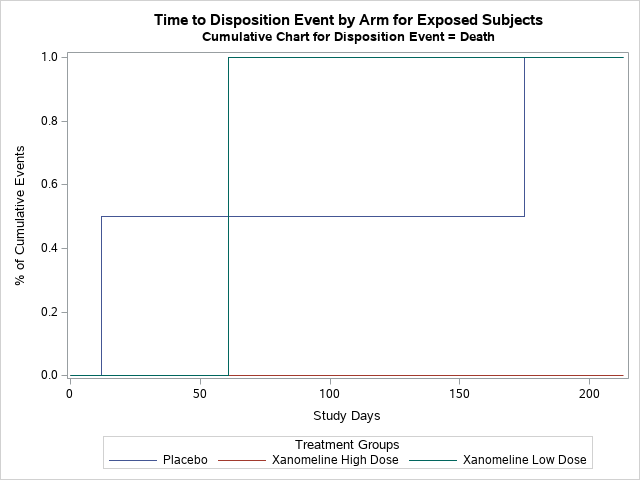 Time to Disposition Event by Arm for Exposed Subjects
Cumulative Chart for Disposition Event = Death
1.0
0.8
0.6
0.4
0.2
0.0
% of Cumulative Events
0 50 100 150 200
Study Days
Treatment Groups
Placebo Xanomeline High Dose Xanomeline Low Dose